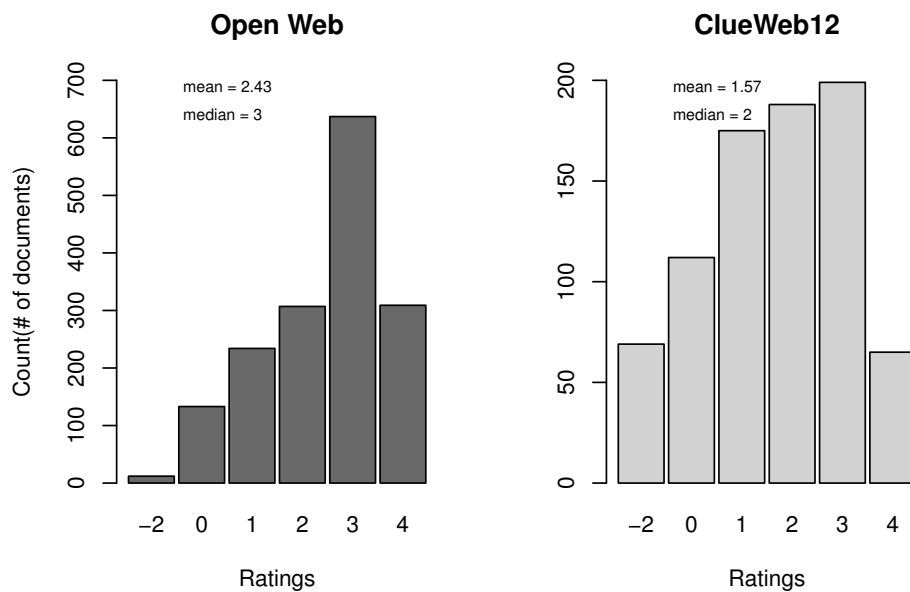 Open Web
mean = 2.43
median = 3
Count(# of documents)
700
600
500
400
300
200
100
0
−2 0 1 2 3 4
Ratings
ClueWeb12
mean = 1.57
median = 2
200
150
100
50
0
−2 0 1 2 3 4
Ratings